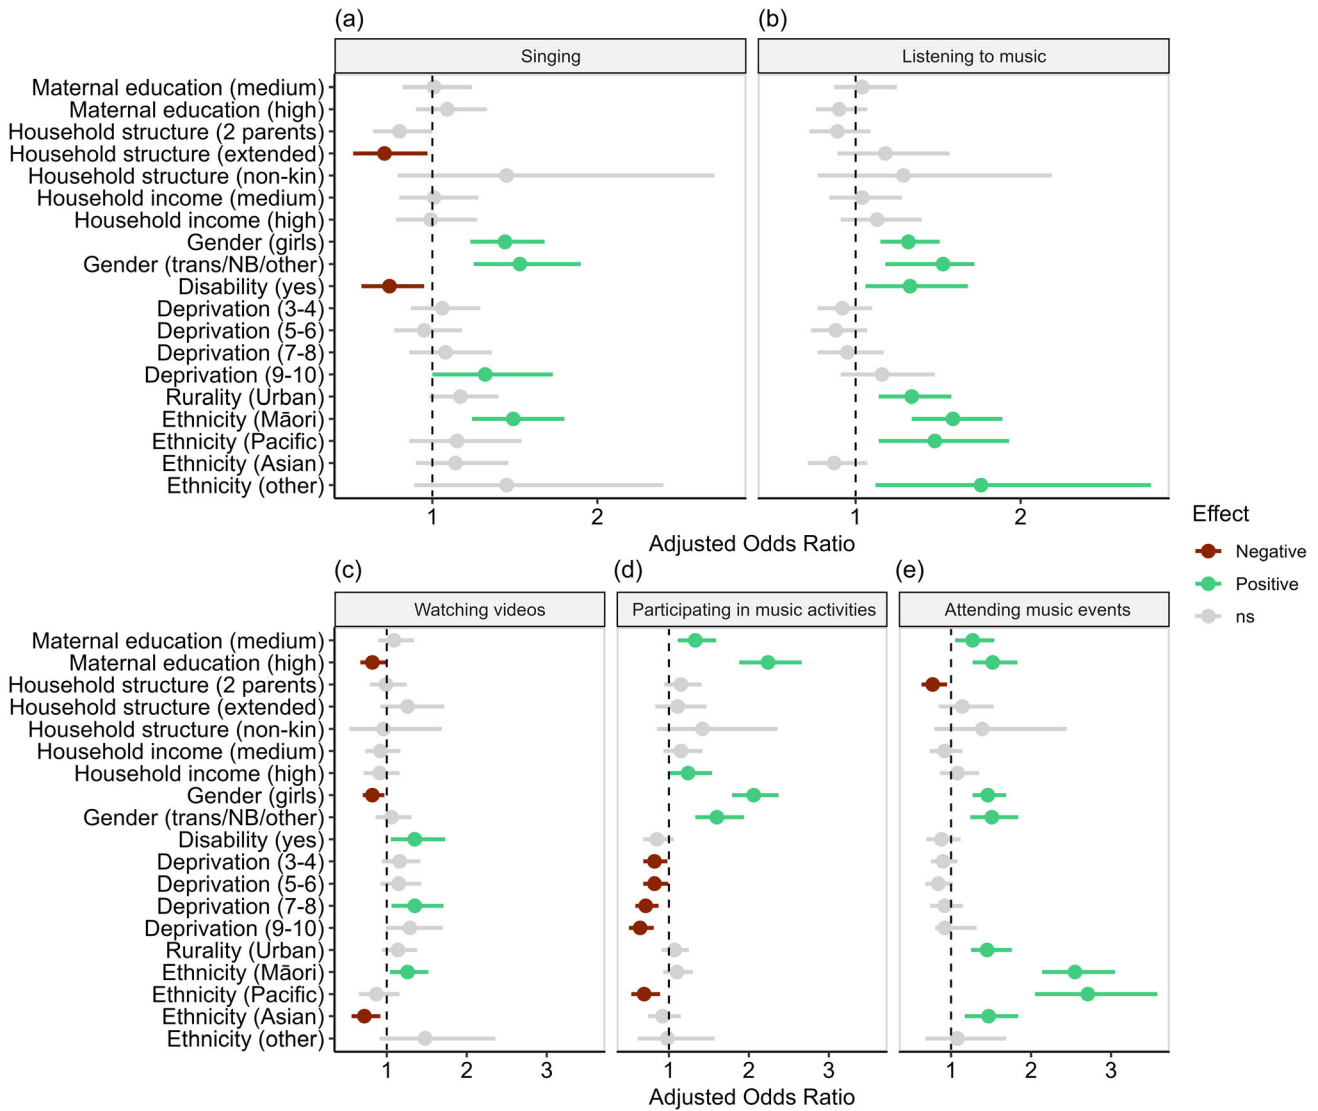 (a)
(b)
Singing
Listening to music
Maternal education (medium)
Maternal education (high)
Household structure (2 parents)
Household structure (extended)
Household structure (non-kin)
Household income (medium)
Household income (high)
Gender (girls)
Gender (trans/NB/other)
Disability (yes)
Deprivation (3-4)
Deprivation (5-6)
Deprivation (7-8)
Deprivation (9-10)
Rurality (Urban)
Ethnicity (Māori)
Ethnicity (Pacific)
Ethnicity (Asian)
Ethnicity (other)
1 2
1 2
Adjusted Odds Ratio
Effect
Negative
Positive
ns
(c)
(d)
(e)
Watching videos
Participating in music activities
Attending music events
Maternal education (medium)
Maternal education (high)
Household structure (2 parents)
Household structure (extended)
Household structure (non-kin)
Household income (medium)
Household income (high)
Gender (girls)
Gender (trans/NB/other)
Disability (yes)
Deprivation (3-4)
Deprivation (5-6)
Deprivation (7-8)
Deprivation (9-10)
Rurality (Urban)
Ethnicity (Māori)
Ethnicity (Pacific)
Ethnicity (Asian)
Ethnicity (other)
1 2 3
1 2 3
1 2 3
Adjusted Odds Ratio